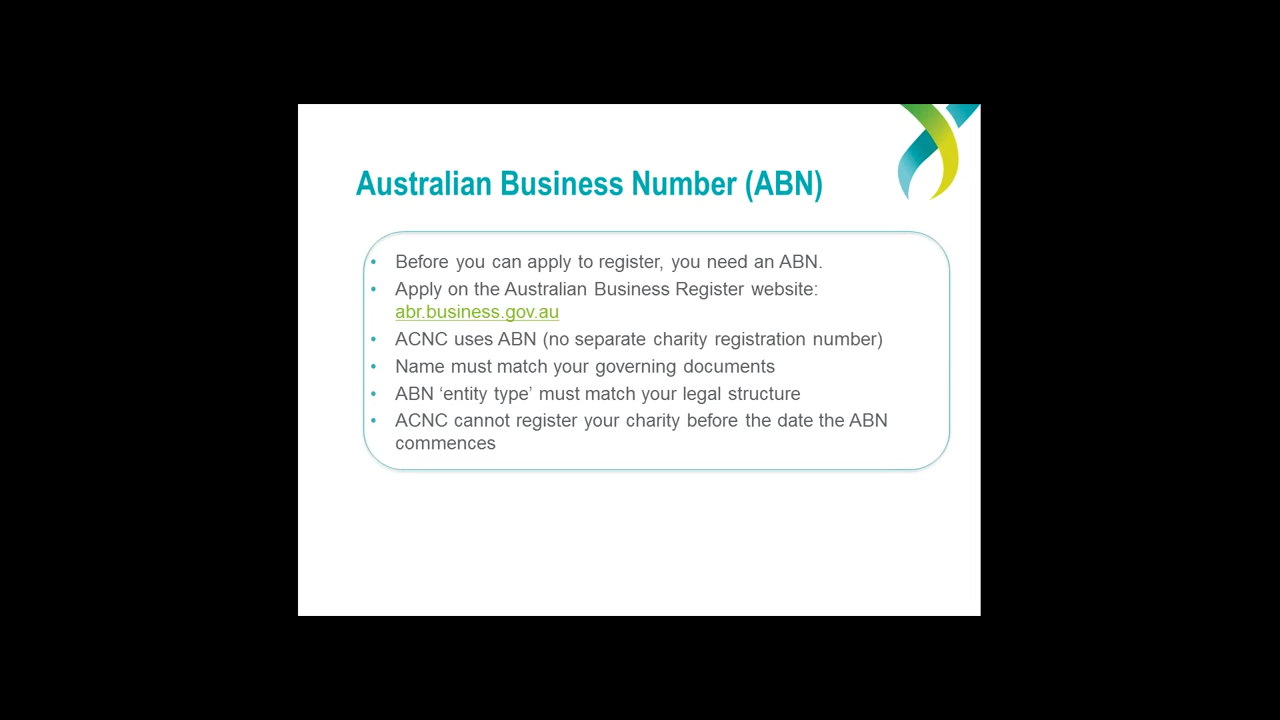 Australian Business Number (ABN)
• Before you can apply to register, you need an ABN.
• Apply on the Australian Business Register website:
abr.business.gov.au
• ACNC uses ABN (no separate charity registration number)
• Name must match your governing documents
• ABN ‘entity type’ must match your legal structure
• ACNC cannot register your charity before the date the ABN
commences